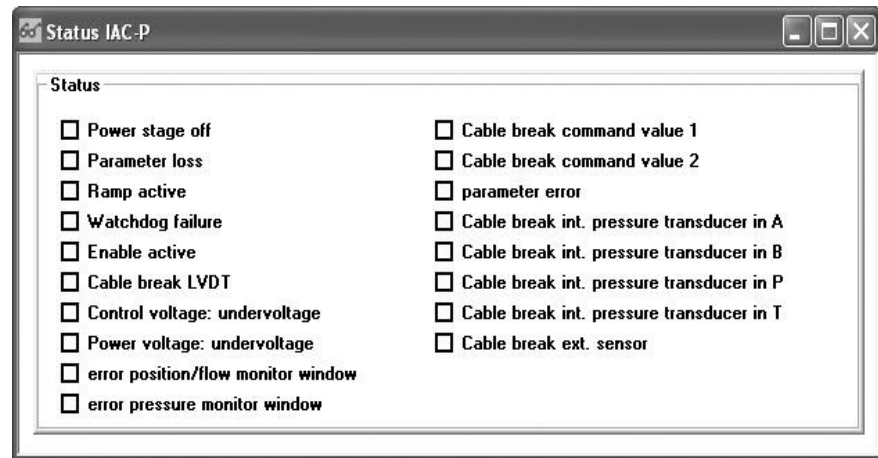 Status IAC-P
Status
Power stage off
Parameter loss
Ramp active
Watchdog failure
Enable active
Cable break LVDT
Control voltage: undervoltage
Power voltage: undervoltage
error position/flow monitor window
error pressure monitor window
Cable break command value 1
Cable break command value 2
parameter error
Cable break int. pressure transducer in A
Cable break int. pressure transducer in B
Cable break int. pressure transducer in P
Cable break int. pressure transducer in T
Cable break ext. sensor